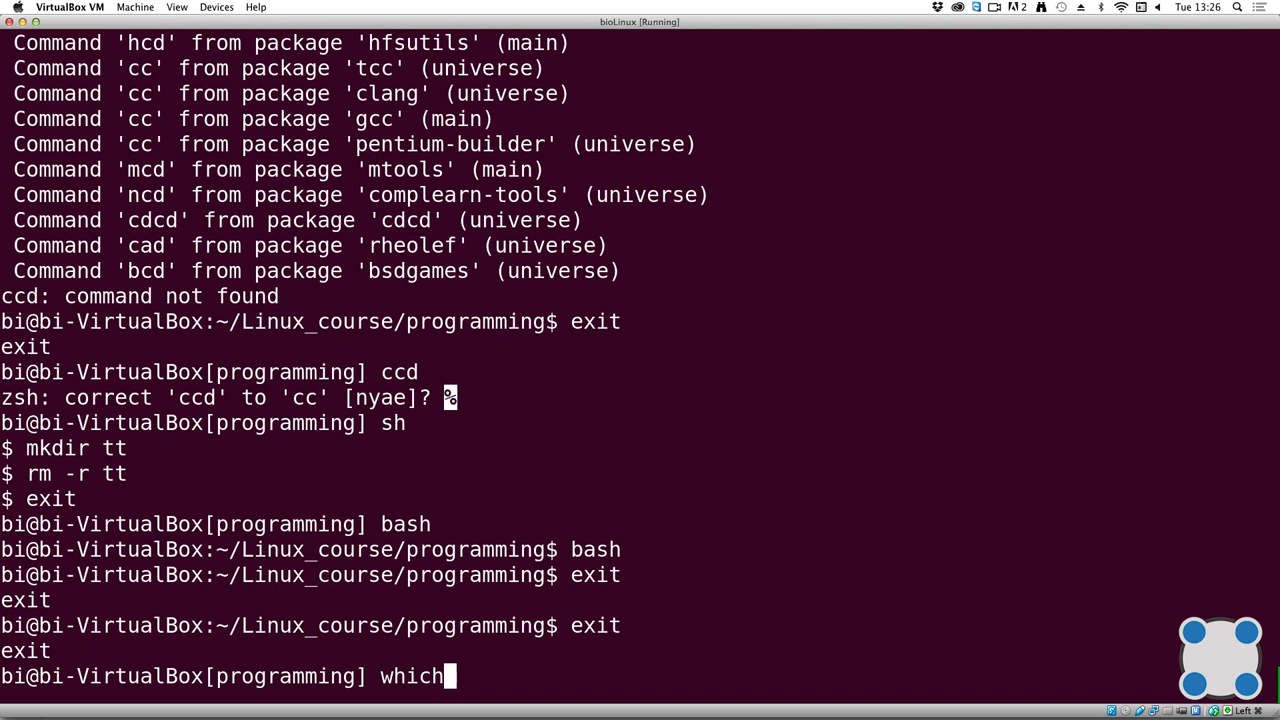 VirtualBox VM Machine View Devices Help 2 Tue 13:26
bioLinux [Running]
Command 'hcd' from package 'hfsutils' (main)
Command 'cc' from package 'tcc' (universe)
Command 'cc' from package 'clang' (universe)
Command 'cc' from package 'gcc' (main)
Command 'cc' from package 'pentium-builder' (universe)
Command 'mcd' from package 'mtools' (main)
Command 'ncd' from package 'complearn-tools' (universe)
Command 'cdcd' from package 'cdcd' (universe)
Command 'cad' from package 'rheolef' (universe)
Command 'bcd' from package 'bsdgames' (universe)
ccd: command not found
bi@bi-VirtualBox:~/Linux_course/programming$ exit
exit
bi@bi-VirtualBox[programming] ccd
zsh: correct 'ccd' to 'cc' [nyae]? %
bi@bi-VirtualBox[programming] sh
$ mkdir tt
$ rm -r tt
$ exit
bi@bi-VirtualBox[programming] bash
bi@bi-VirtualBox:~/Linux_course/programming$ bash
bi@bi-VirtualBox:~/Linux_course/programming$ exit
exit
bi@bi-VirtualBox:~/Linux_course/programming$ exit
exit
bi@bi-VirtualBox[programming] which
Left ⌘